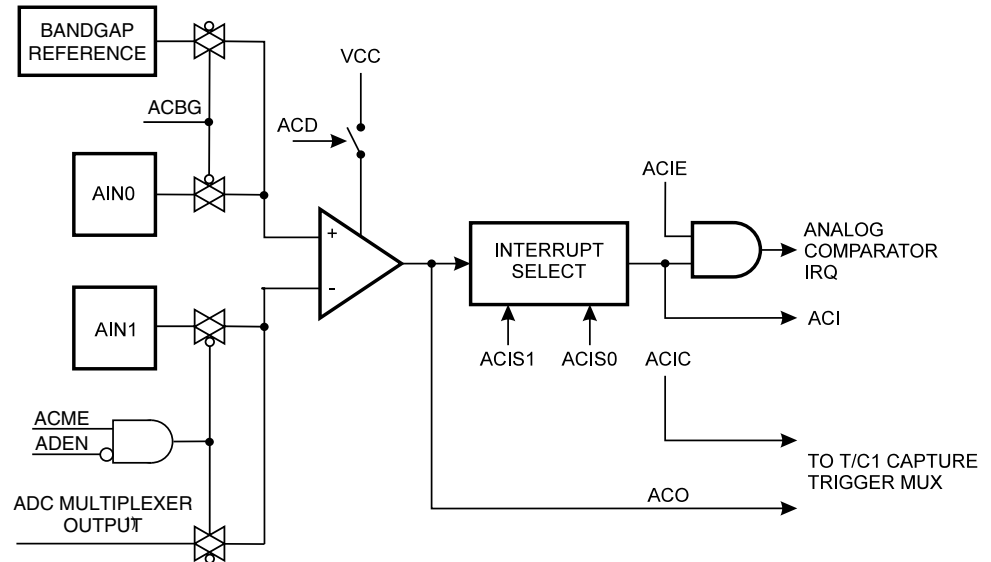 BANDGAP
REFERENCE
VCC
ACBG
ACD
AIN0
ACIE
+
INTERRUPT
SELECT
ANALOG
COMPARATOR
IRQ
-
AIN1
ACI
ACIS1
ACIS0
ACIC
ACME
ADEN
TO T/C1 CAPTURE
TRIGGER MUX
ACO
ADC MULTIPLEXER
OUTPUT
1)